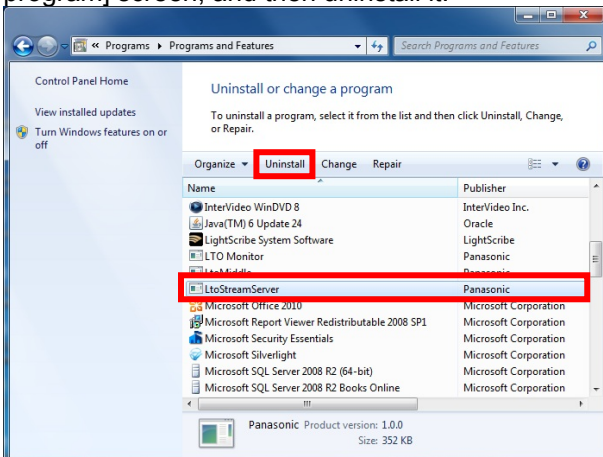 program] screen, and then uninstall it.
« Programs ▸ Programs and Features
Search Programs and Features
Control Panel Home
View installed updates
Turn Windows features on or
off
Uninstall or change a program
To uninstall a program, select it from the list and then click Uninstall, Change,
or Repair.
Organize Uninstall Change Repair
Name Publisher
InterVideo WinDVD 8 InterVideo Inc.
Java(TM) 6 Update 24 Oracle
LightScribe System Software LightScribe
LTO Monitor Panasonic
LtoMiddle Panasonic
LtoStreamServer Panasonic
Microsoft Office 2010 Microsoft Corporation
Microsoft Report Viewer Redistributable 2008 SP1 Microsoft Corporation
Microsoft Security Essentials Microsoft Corporation
Microsoft Silverlight Microsoft Corporation
Microsoft SQL Server 2008 R2 (64-bit) Microsoft Corporation
Microsoft SQL Server 2008 R2 Books Online Microsoft Corporation
Panasonic Product version: 1.0.0
Size: 352 KB